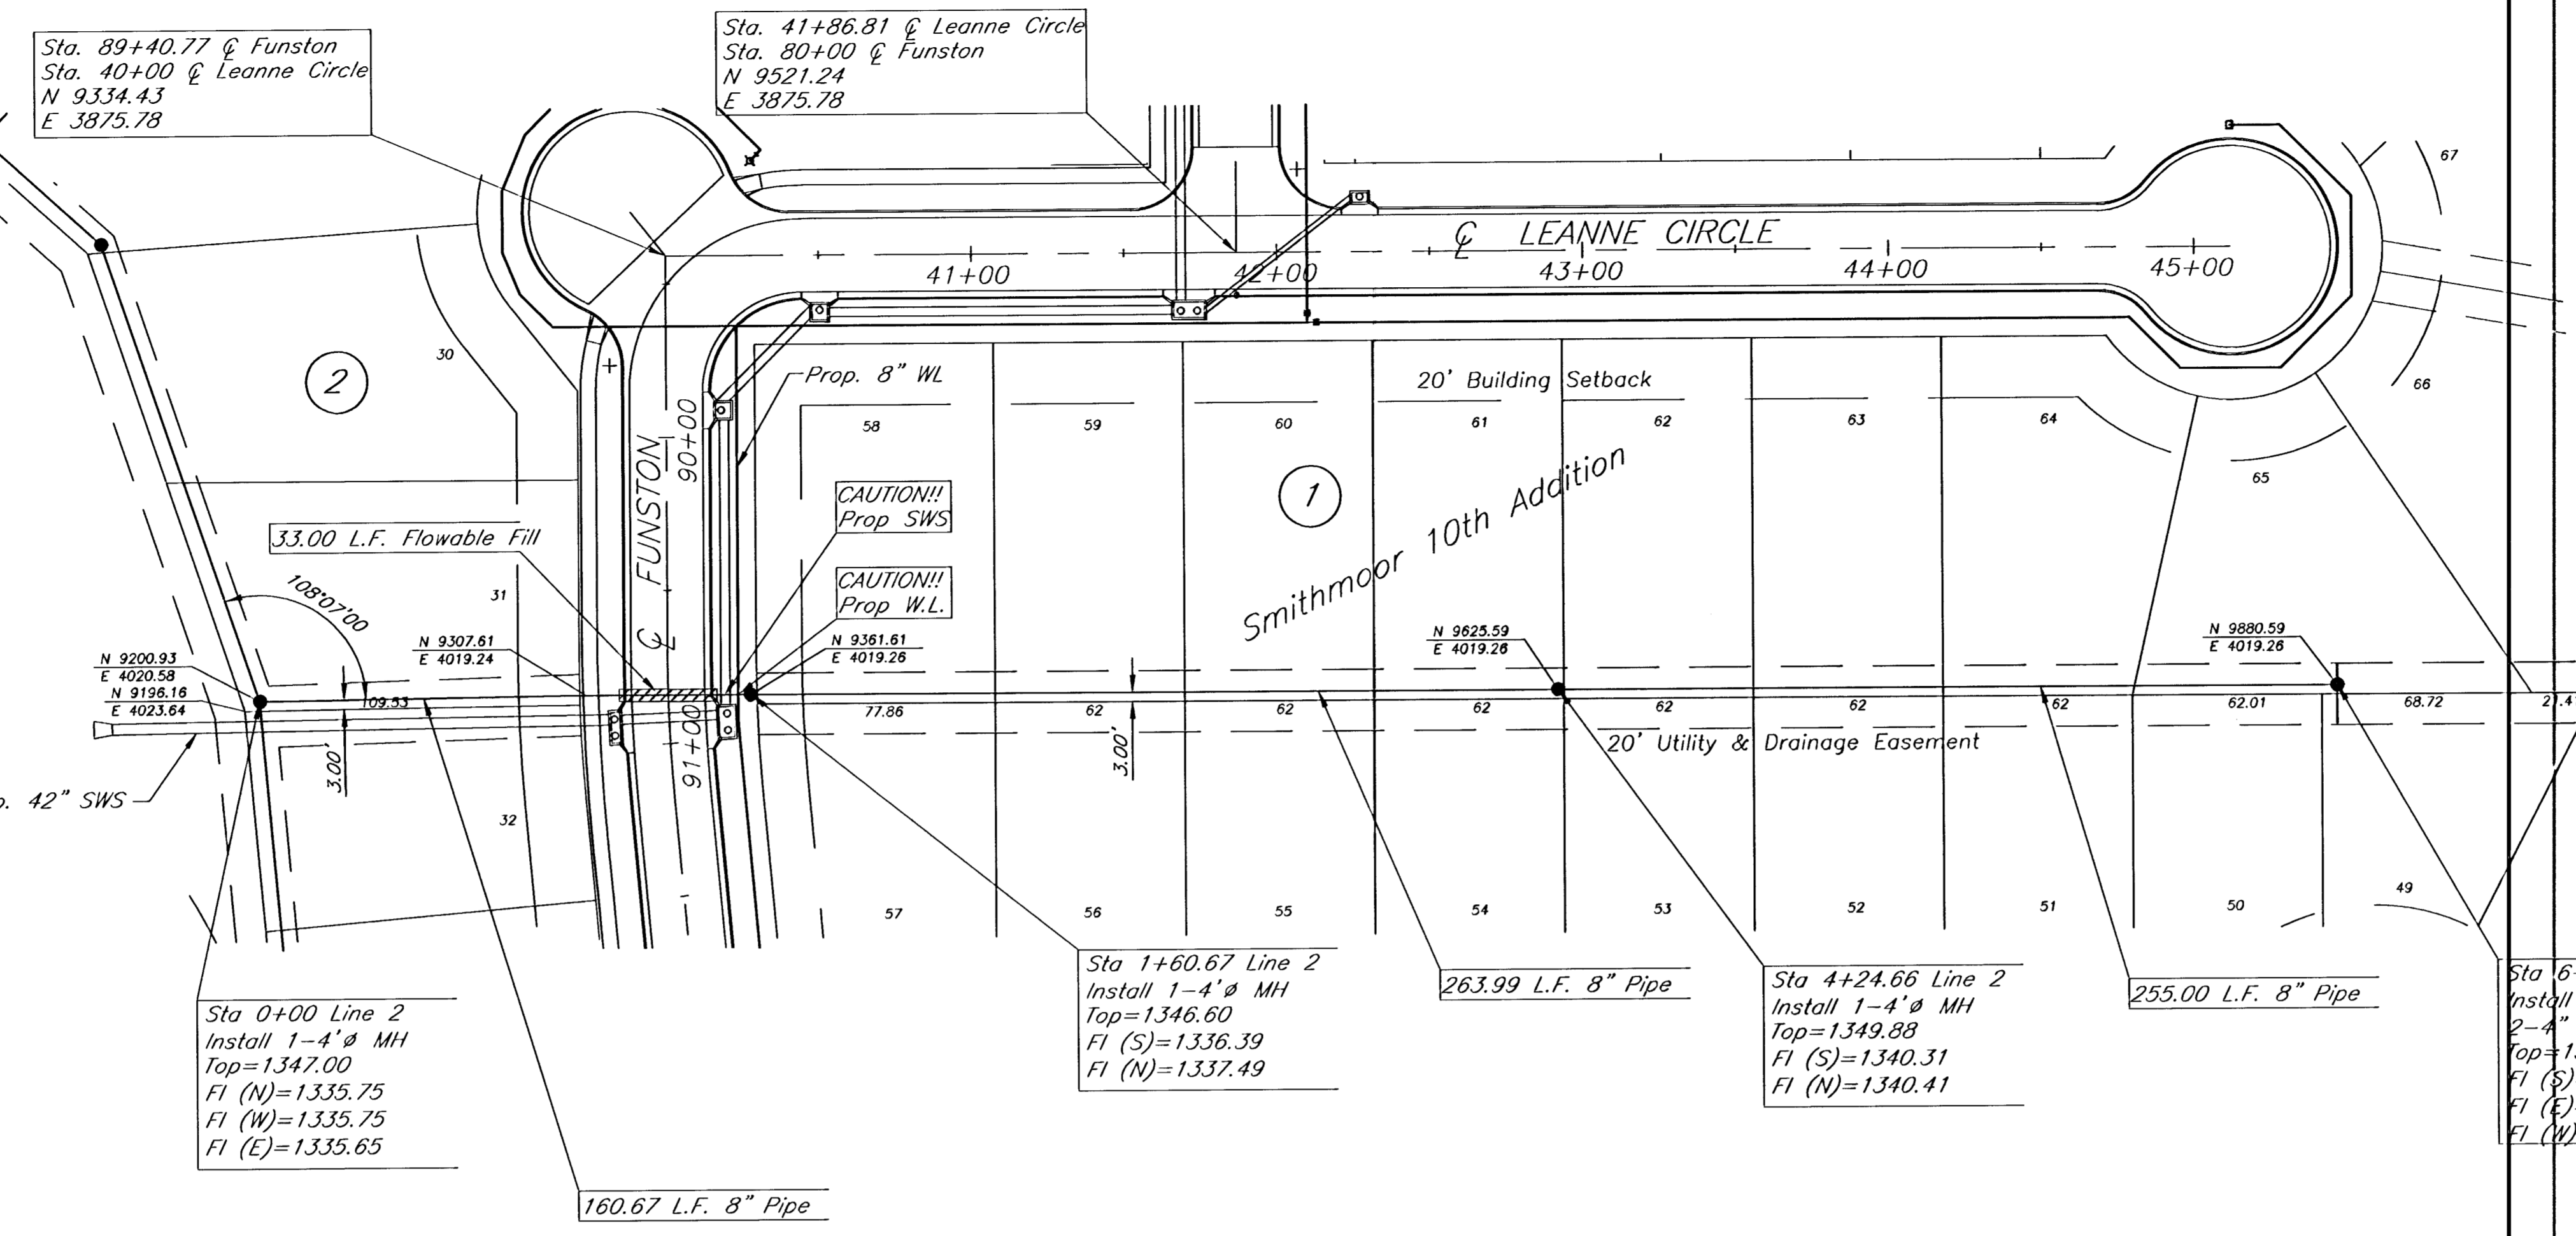 Sta. 89+40.77 ℄ Funston
Sta. 40+00 ℄ Leanne Circle
N 9334.43
E 3875.78
Sta. 41+86.81 ℄ Leanne Circle
Sta. 80+00 ℄ Funston
N 9521.24
E 3875.78
℄ LEANNE CIRCLE
41+00
42+00
43+00
44+00
45+00
67
66
65
2
30
Prop. 8" WL
20' Building Setback
58
59
60
61
62
63
64
℄ FUNSTON
90+00
91+00
1
Smithmoor 10th Addition
CAUTION!!
Prop SWS
CAUTION!!
Prop W.L.
33.00 L.F. Flowable Fill
108°07'00
31
32
N 9200.93
E 4020.58
N 9196.16
E 4023.64
N 9307.61
E 4019.24
N 9361.61
E 4019.26
N 9625.59
E 4019.26
N 9880.59
E 4019.26
109.53
77.86
62
62
62
62
62
62
62.01
68.72
3.00'
3.00'
20' Utility & Drainage Easement
42" SWS
57
56
55
54
53
52
51
50
49
Sta 0+00 Line 2
Install 1-4'ø MH
Top=1347.00
Fl (N)=1335.75
Fl (W)=1335.75
Fl (E)=1335.65
160.67 L.F. 8" Pipe
Sta 1+60.67 Line 2
Install 1-4'ø MH
Top=1346.60
Fl (S)=1336.39
Fl (N)=1337.49
263.99 L.F. 8" Pipe
Sta 4+24.66 Line 2
Install 1-4'ø MH
Top=1349.88
Fl (S)=1340.31
Fl (N)=1340.41
255.00 L.F. 8" Pipe
Sta 6
Install
2-4"
Top=1
Fl (S)
Fl (E)
Fl (W)